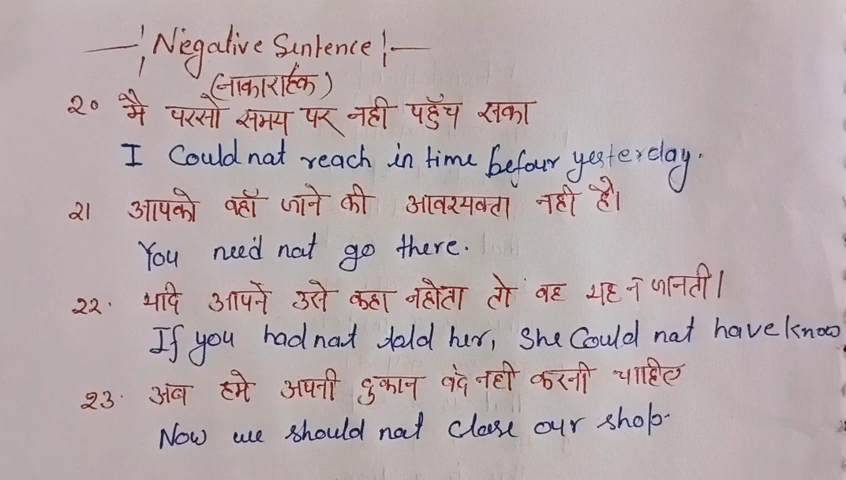 Negative Sentence
(नाकारात्मक)
२० मै परसो समय पर नही पहुँच सका
I Could not reach in time befour yesterday.
२१ आपको वहाँ जाने की आवश्यक्ता नही है।
You need not go there.
२२. यदि आपने उसे कहा नहोता तो वह यह न जानती।
If you had not told her, She Could not have know
२३. अब हमे अपनी दुकान बंद नही करनी चाहिए
Now we should not close our shop.